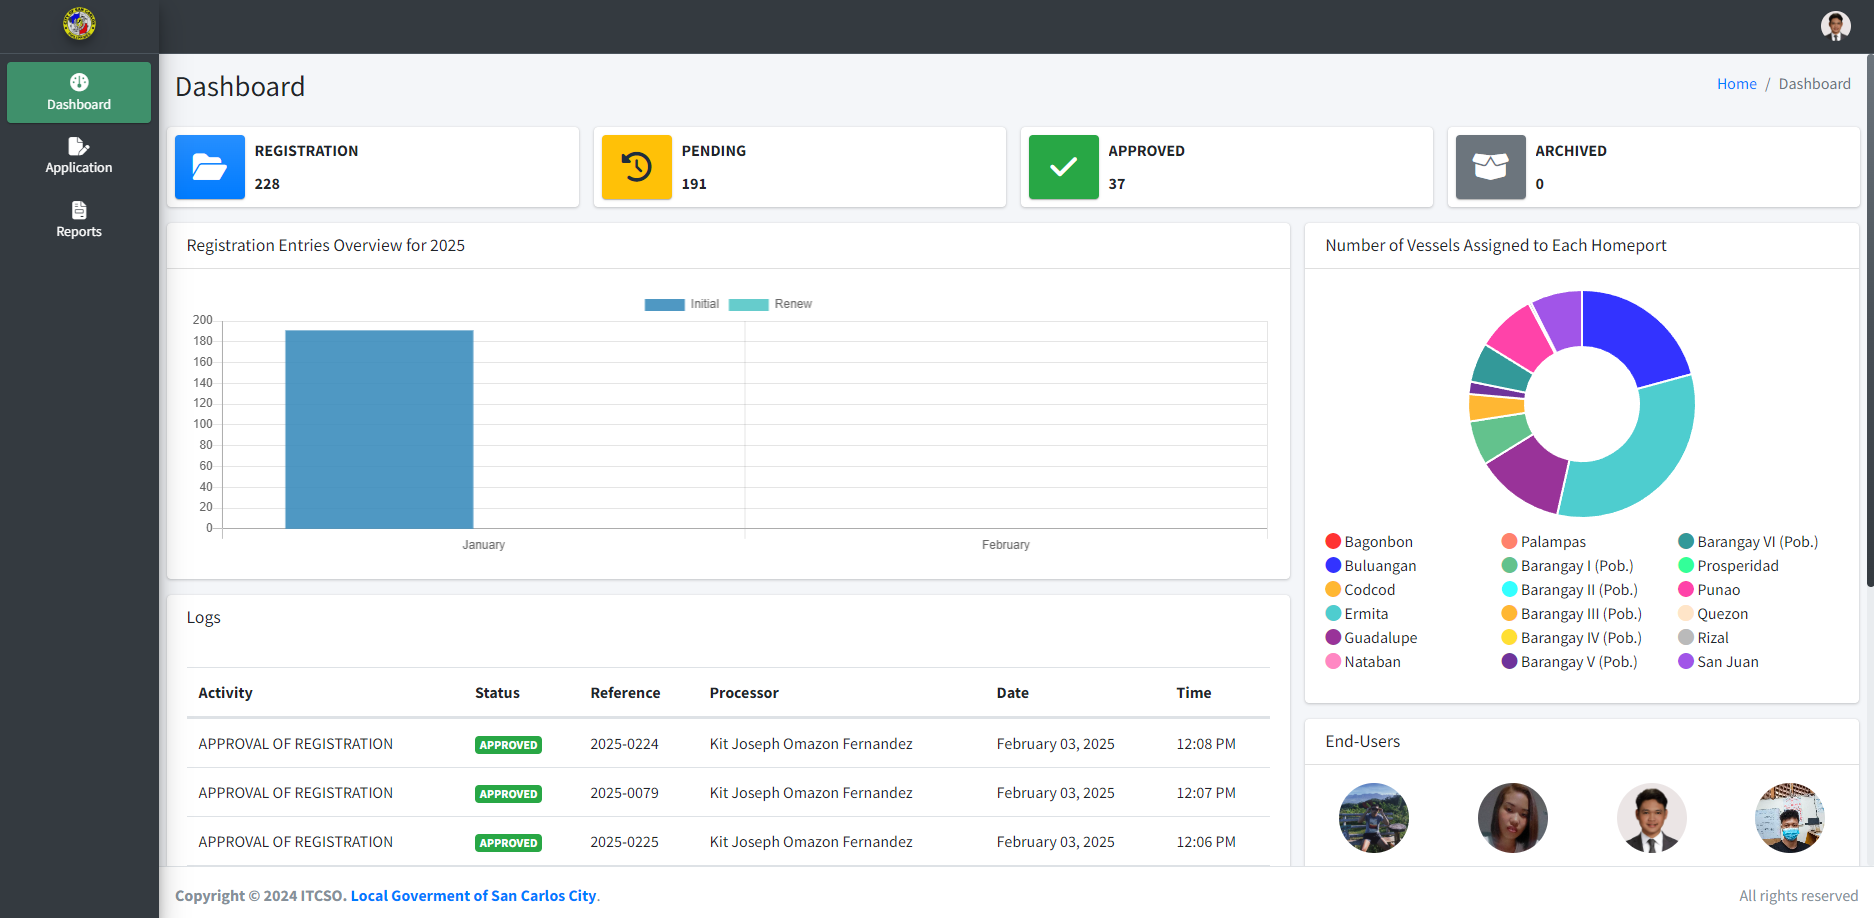 Dashboard
Application
Reports
Dashboard
Home / Dashboard
REGISTRATION
228
PENDING
191
APPROVED
37
ARCHIVED
0
Registration Entries Overview for 2025
Initial Renew
200
180
160
140
120
100
80
60
40
20
0
January February
Number of Vessels Assigned to Each Homeport
Bagonbon
Buluangan
Codcod
Ermita
Guadalupe
Nataban
Palampas
Barangay I (Pob.)
Barangay II (Pob.)
Barangay III (Pob.)
Barangay IV (Pob.)
Barangay V (Pob.)
Barangay VI (Pob.)
Prosperidad
Punao
Quezon
Rizal
San Juan
Logs
Activity Status Reference Processor Date Time
APPROVAL OF REGISTRATION APPROVED 2025-0224 Kit Joseph Omazon Fernandez February 03, 2025 12:08 PM
APPROVAL OF REGISTRATION APPROVED 2025-0079 Kit Joseph Omazon Fernandez February 03, 2025 12:07 PM
APPROVAL OF REGISTRATION APPROVED 2025-0225 Kit Joseph Omazon Fernandez February 03, 2025 12:06 PM
End-Users
Copyright © 2024 ITCSO. Local Goverment of San Carlos City.
All rights reserved